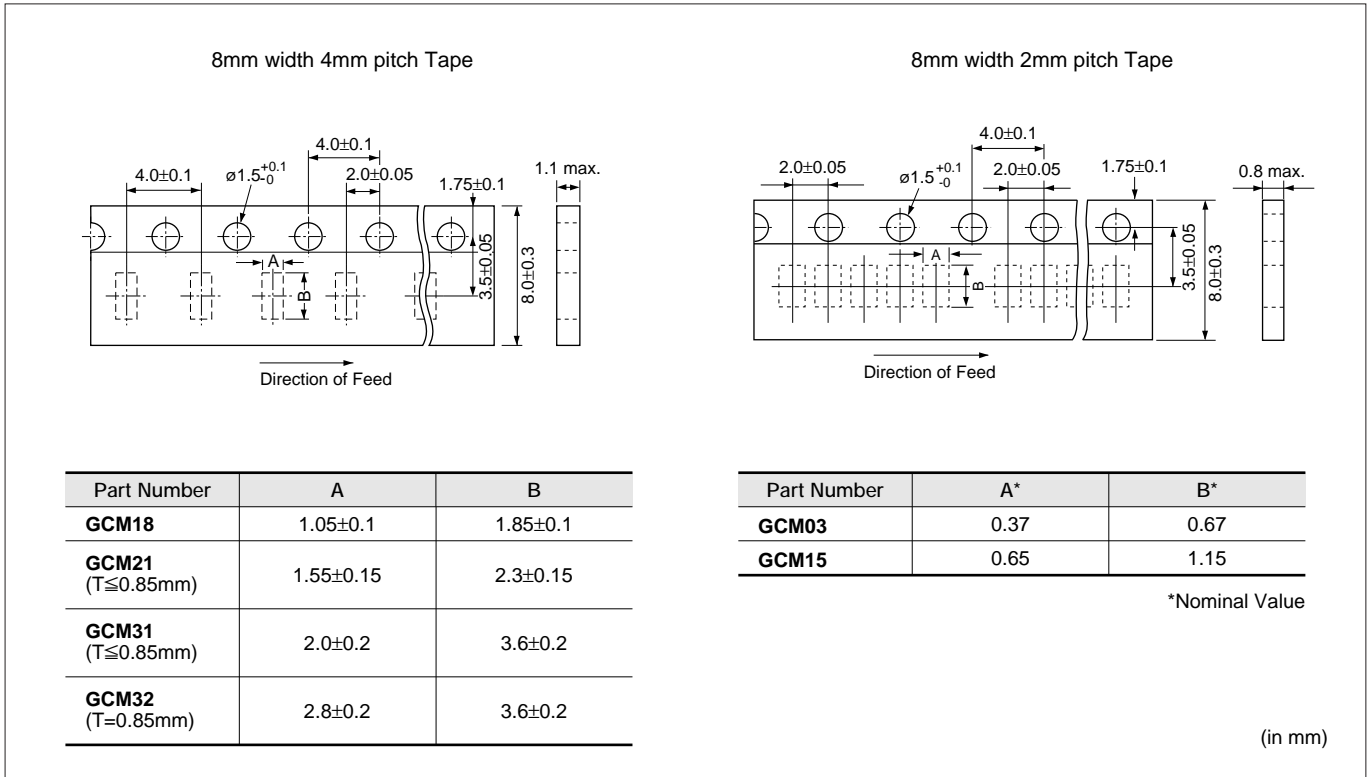 8mm width 4mm pitch Tape
4.0±0.1
4.0±0.1
ø1.5+0.1-0
2.0±0.05
1.75±0.1
1.1 max.
A
B
3.5±0.05
8.0±0.3
Direction of Feed
Part Number A B
GCM18 1.05±0.1 1.85±0.1
GCM21
(T≦0.85mm) 1.55±0.15 2.3±0.15
GCM31
(T≦0.85mm) 2.0±0.2 3.6±0.2
GCM32
(T=0.85mm) 2.8±0.2 3.6±0.2
8mm width 2mm pitch Tape
4.0±0.1
2.0±0.05
ø1.5+0.1-0
2.0±0.05
1.75±0.1
0.8 max.
A
B
3.5±0.05
8.0±0.3
Direction of Feed
Part Number A* B*
GCM03 0.37 0.67
GCM15 0.65 1.15
*Nominal Value
(in mm)